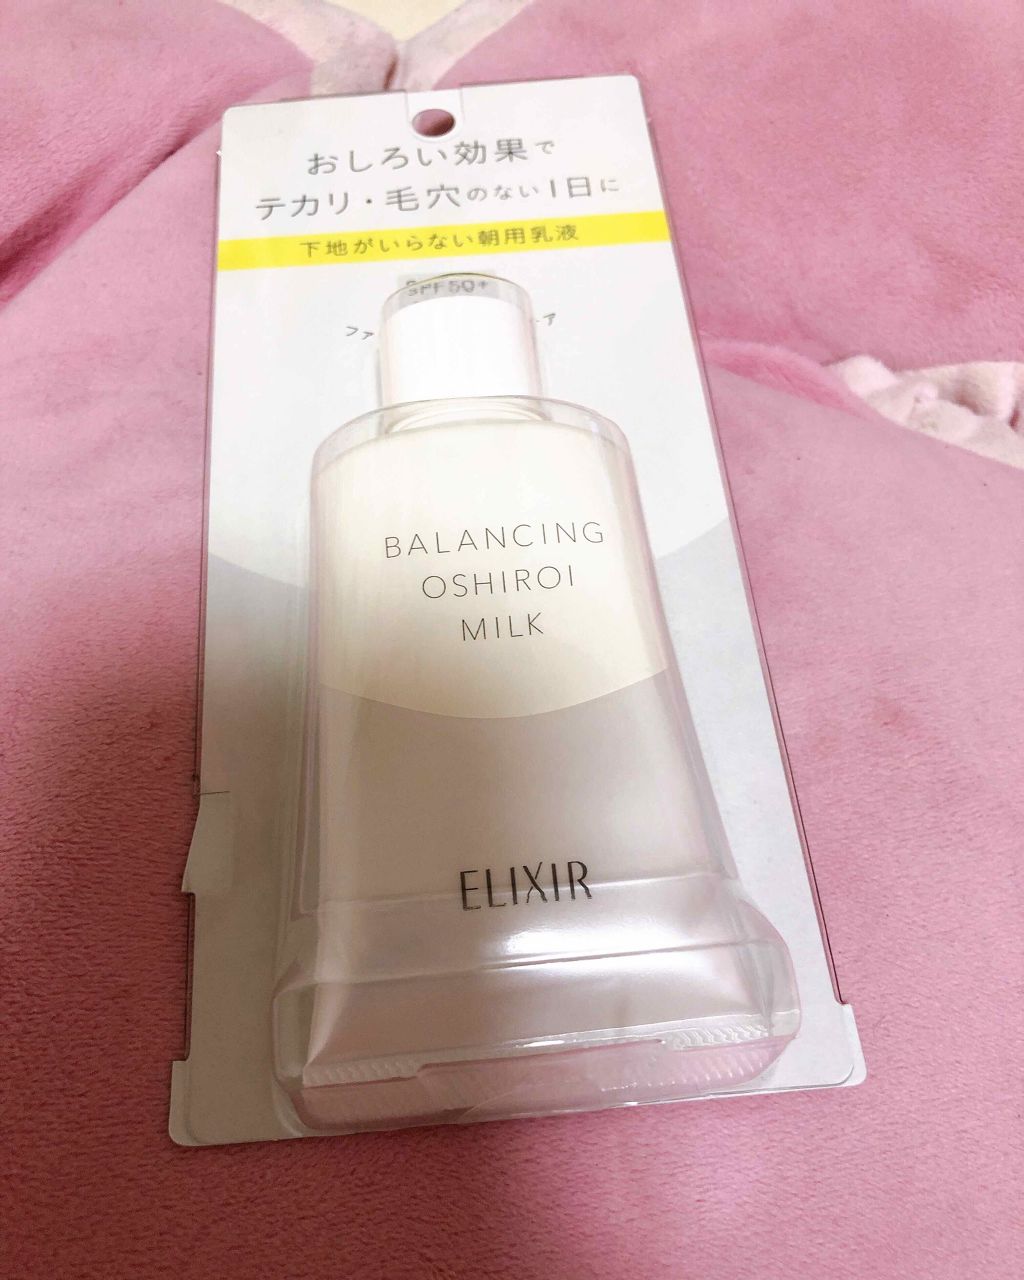 おしろい効果で
テカリ・毛穴のない1日に
下地がいらない朝用乳液
SPF50+
BALANCING
OSHIROI
MILK
ELIXIR